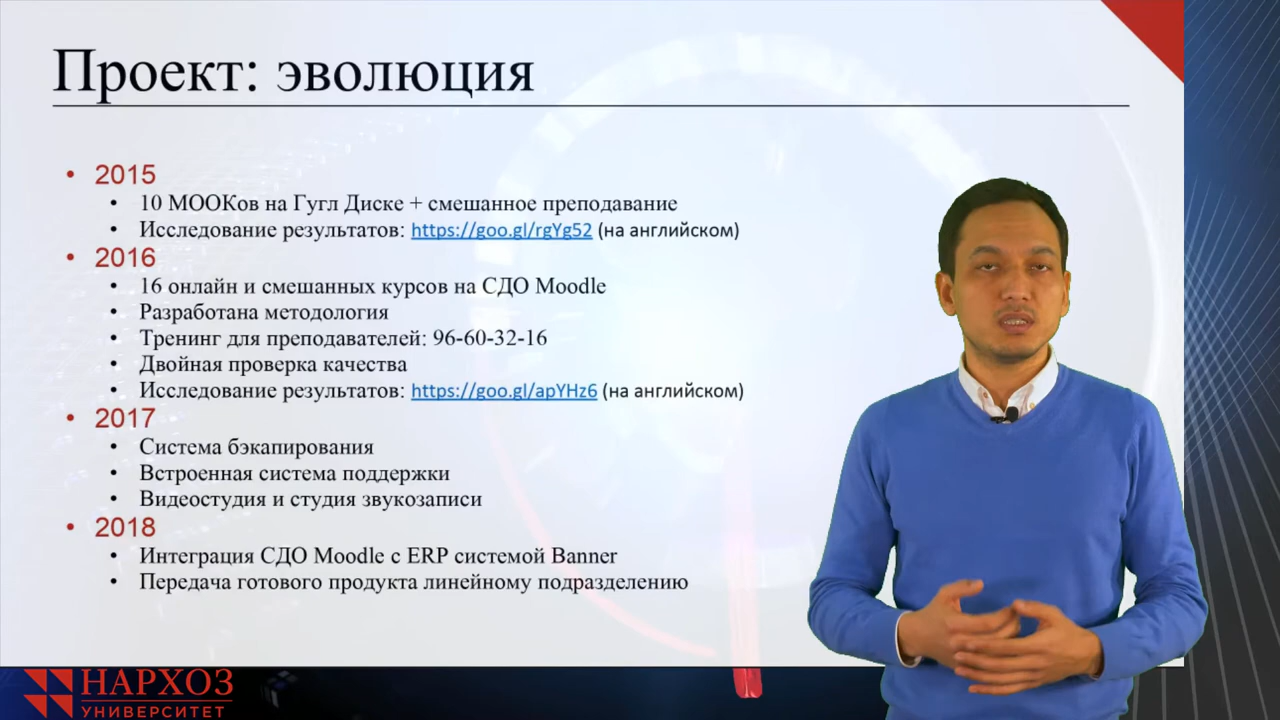 Проект: эволюция
• 2015
• 10 МООКов на Гугл Диске + смешанное преподавание
• Исследование результатов: https://goo.gl/rgYg52 (на английском)
• 2016
• 16 онлайн и смешанных курсов на СДО Moodle
• Разработана методология
• Тренинг для преподавателей: 96-60-32-16
• Двойная проверка качества
• Исследование результатов: https://goo.gl/apYHz6 (на английском)
• 2017
• Система бэкапирования
• Встроенная система поддержки
• Видеостудия и студия звукозаписи
• 2018
• Интеграция СДО Moodle с ERP системой Banner
• Передача готового продукта линейному подразделению
НАРХОЗ
УНИВЕРСИТЕТ